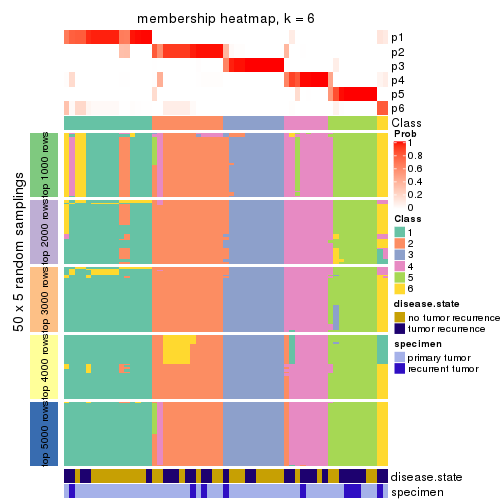 membership heatmap, k = 6
p1
p2
p3
p4
p5
p6
Class
50 x 5 random samplings
top 1000 rows
top 2000 rows
top 3000 rows
top 4000 rows
top 5000 rows
disease.state
specimen
Prob
1
0.8
0.6
0.4
0.2
0
Class
1
2
3
4
5
6
disease.state
no tumor recurrence
tumor recurrence
specimen
primary tumor
recurrent tumor